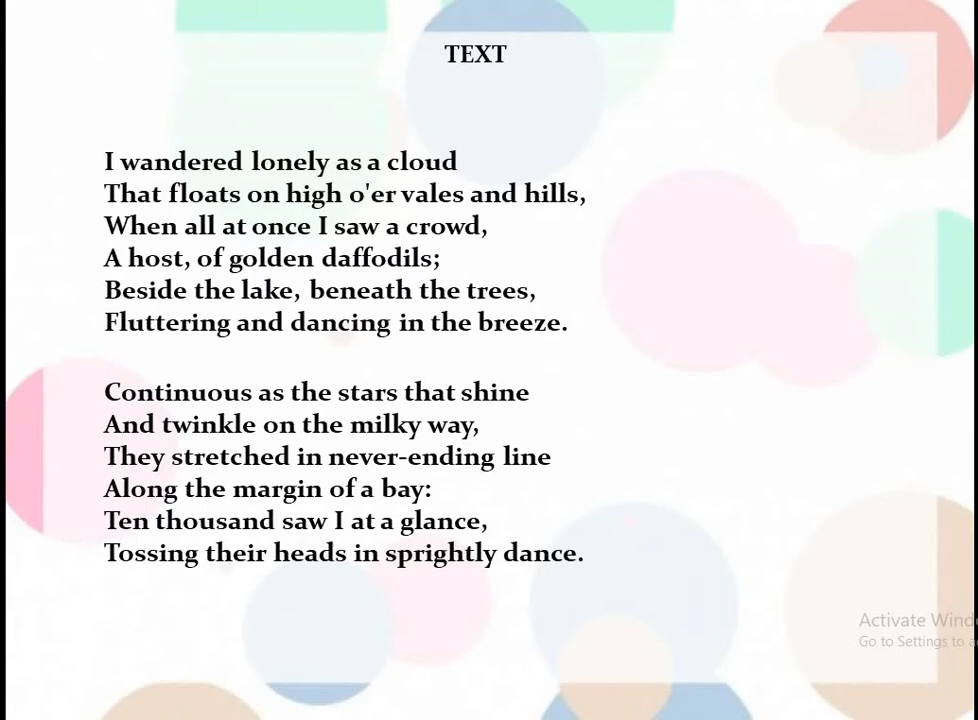 TEXT
I wandered lonely as a cloud
That floats on high o'er vales and hills,
When all at once I saw a crowd,
A host, of golden daffodils;
Beside the lake, beneath the trees,
Fluttering and dancing in the breeze.
Continuous as the stars that shine
And twinkle on the milky way,
They stretched in never-ending line
Along the margin of a bay:
Ten thousand saw I at a glance,
Tossing their heads in sprightly dance.
Activate
Go to Settings to